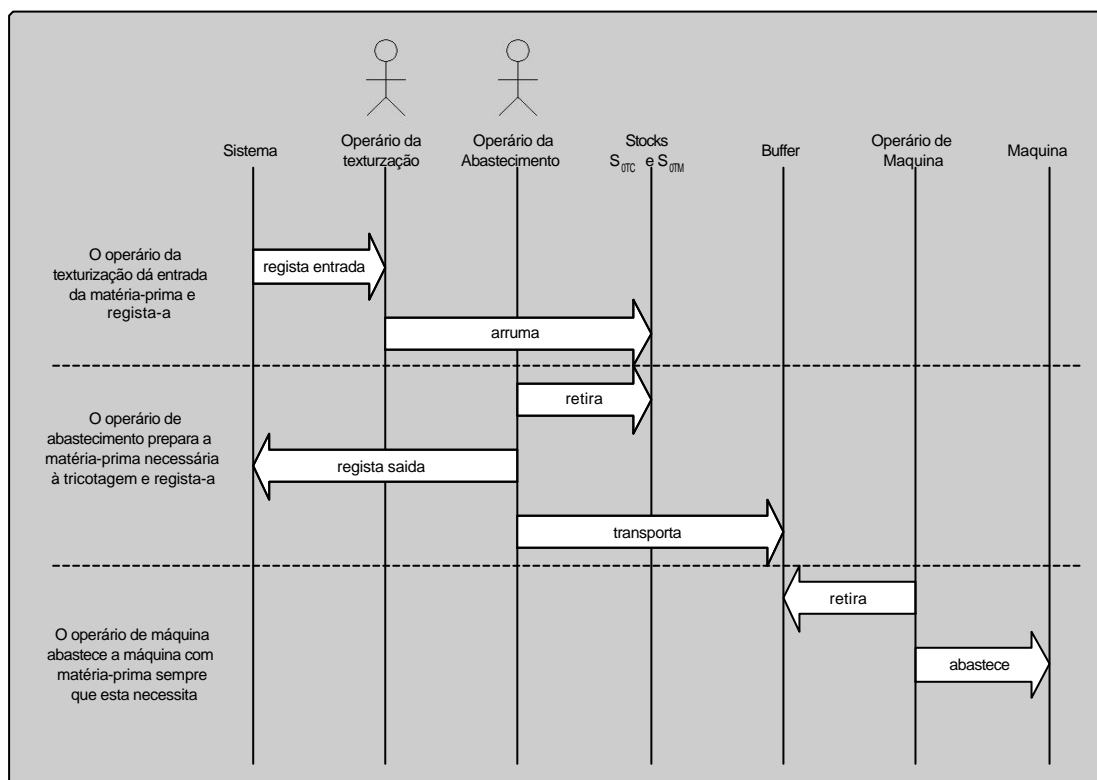 Sistema
Operário da
texturzação
Operário da
Abastecimento
Stocks
S0TC e S0TM
Buffer
Operário de
Maquina
Maquina
O operário da
texturização dá entrada
da matéria-prima e
regista-a
regista entrada
arruma
O operário de
abastecimento prepara a
matéria-prima necessária
à tricotagem e regista-a
retira
regista saida
transporta
O operário de máquina
abastece a máquina com
matéria-prima sempre
que esta necessita
retira
abastece